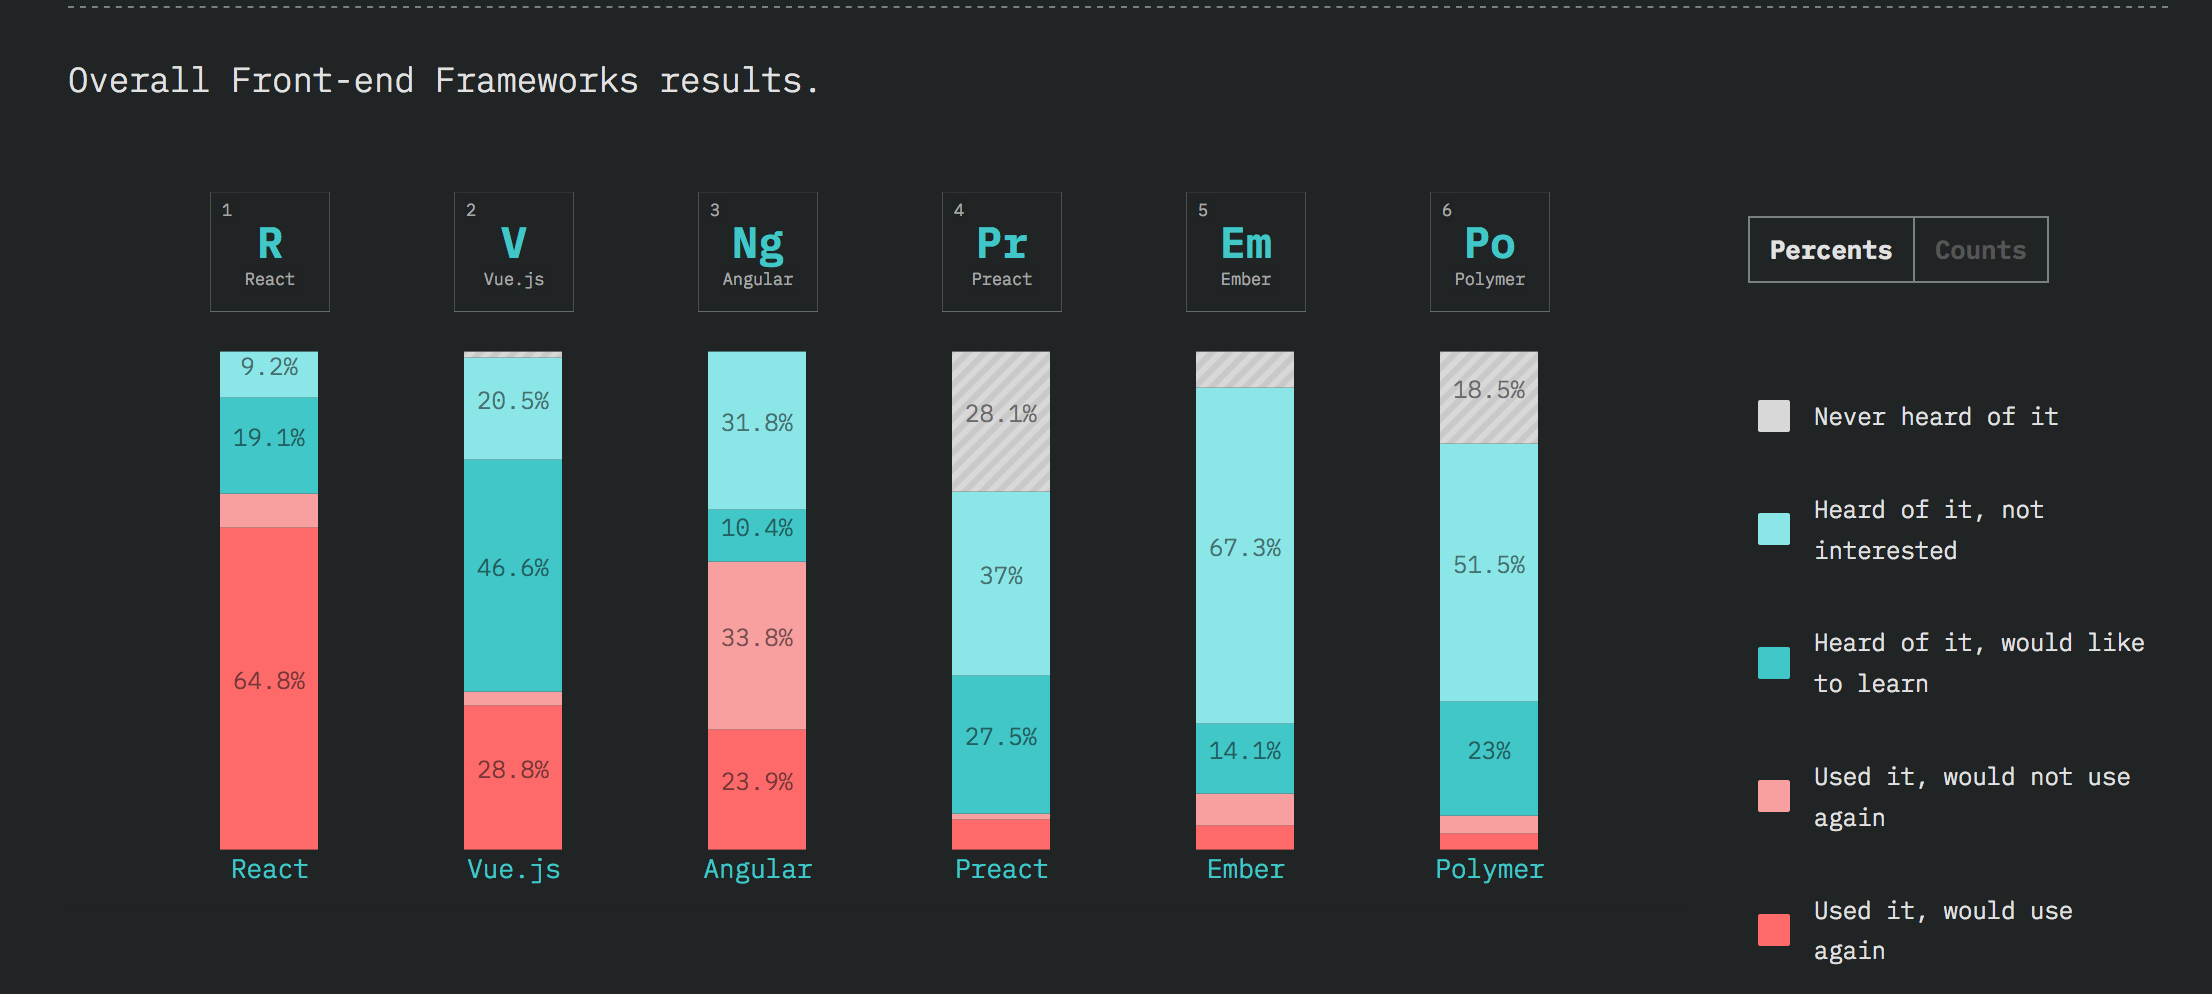 Overall Front-end Frameworks results.
1
R
React
2
V
Vue.js
3
Ng
Angular
4
Pr
Preact
5
Em
Ember
6
Po
Polymer
Percents
Counts
9.2%
19.1%
64.8%
React
20.5%
46.6%
28.8%
Vue.js
31.8%
10.4%
33.8%
23.9%
Angular
28.1%
37%
27.5%
Preact
67.3%
14.1%
Ember
18.5%
51.5%
23%
Polymer
Never heard of it
Heard of it, not
interested
Heard of it, would like
to learn
Used it, would not use
again
Used it, would use
again